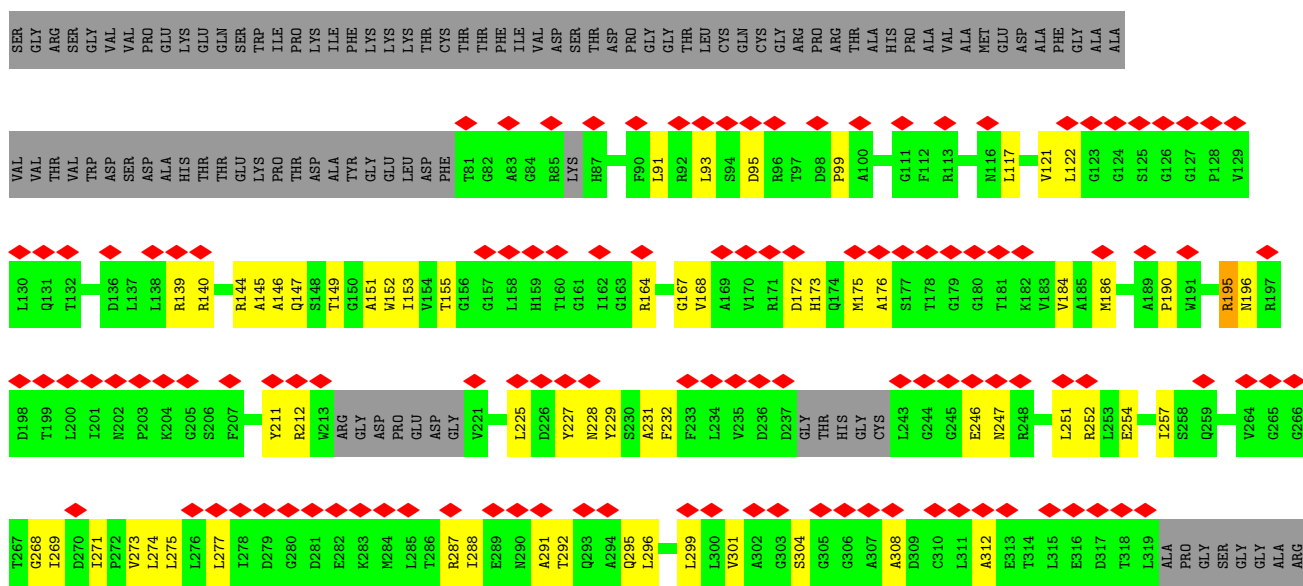 SER GLY ARG SER GLY VAL VAL PRO GLU LYS GLU GLN SER TRP ILE PRO LYS ILE PHE LYS LYS LYS THR CYS THR THR PHE ILE VAL ASP SER THR ASP PRO GLY GLY THR LEU CYS GLN CYS GLY ARG PRO ARG THR ALA HIS PRO ALA VAL ALA MET GLU ASP ALA PHE GLY ALA ALA
VAL VAL THR VAL TRP ASP SER ASP ALA HIS THR THR GLU LYS PRO THR ASP ALA TYR GLY GLU LEU ASP PHE T81 G82 A83 G84 R85 LYS H87 F90 L91 R92 L93 S94 D95 R96 T97 D98 P99 A100 G111 F112 R113 N116 L117 V121 L122 G123 G124 S125 G126 G127 P128 V129
L130 Q131 T132 D136 L137 L138 R139 R140 R144 A145 A146 Q147 S148 T149 G150 A151 W152 I153 V154 T155 G156 G157 L158 H159 T160 G161 I162 G163 R164 G167 V168 A169 V170 R171 D172 H173 Q174 M175 A176 S177 T178 G179 G180 T181 K182 V183 V184 A185 M186 A189 P190 W191 R195 N196 R197
D198 T199 L200 I201 N202 P203 K204 G205 S206 F207 Y211 R212 W213 ARG GLY ASP PRO GLU ASP GLY V221 L225 D226 Y227 N228 Y229 S230 A231 F232 F233 L234 V235 D236 D237 GLY THR HIS GLY CYS L243 G244 G245 E246 N247 R248 L251 R252 L253 E254 I257 S258 Q259 V264 G265 G266
T267 G268 I269 D270 I271 P272 V273 L274 L275 L276 L277 I278 D279 G280 D281 E282 K283 M284 L285 T286 R287 I288 E289 N290 A291 T292 Q293 A294 Q295 L296 L299 L300 V301 A302 G303 S304 G305 G306 A307 A308 D309 C310 L311 A312 E313 T314 L315 E316 D317 T318 L319 ALA PRO GLY SER GLY GLY ALA ARG